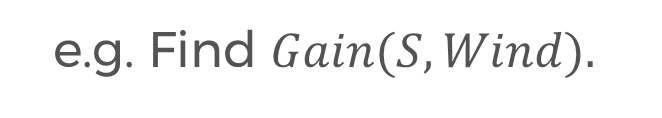 e.g. Find Gain(S, Wind).